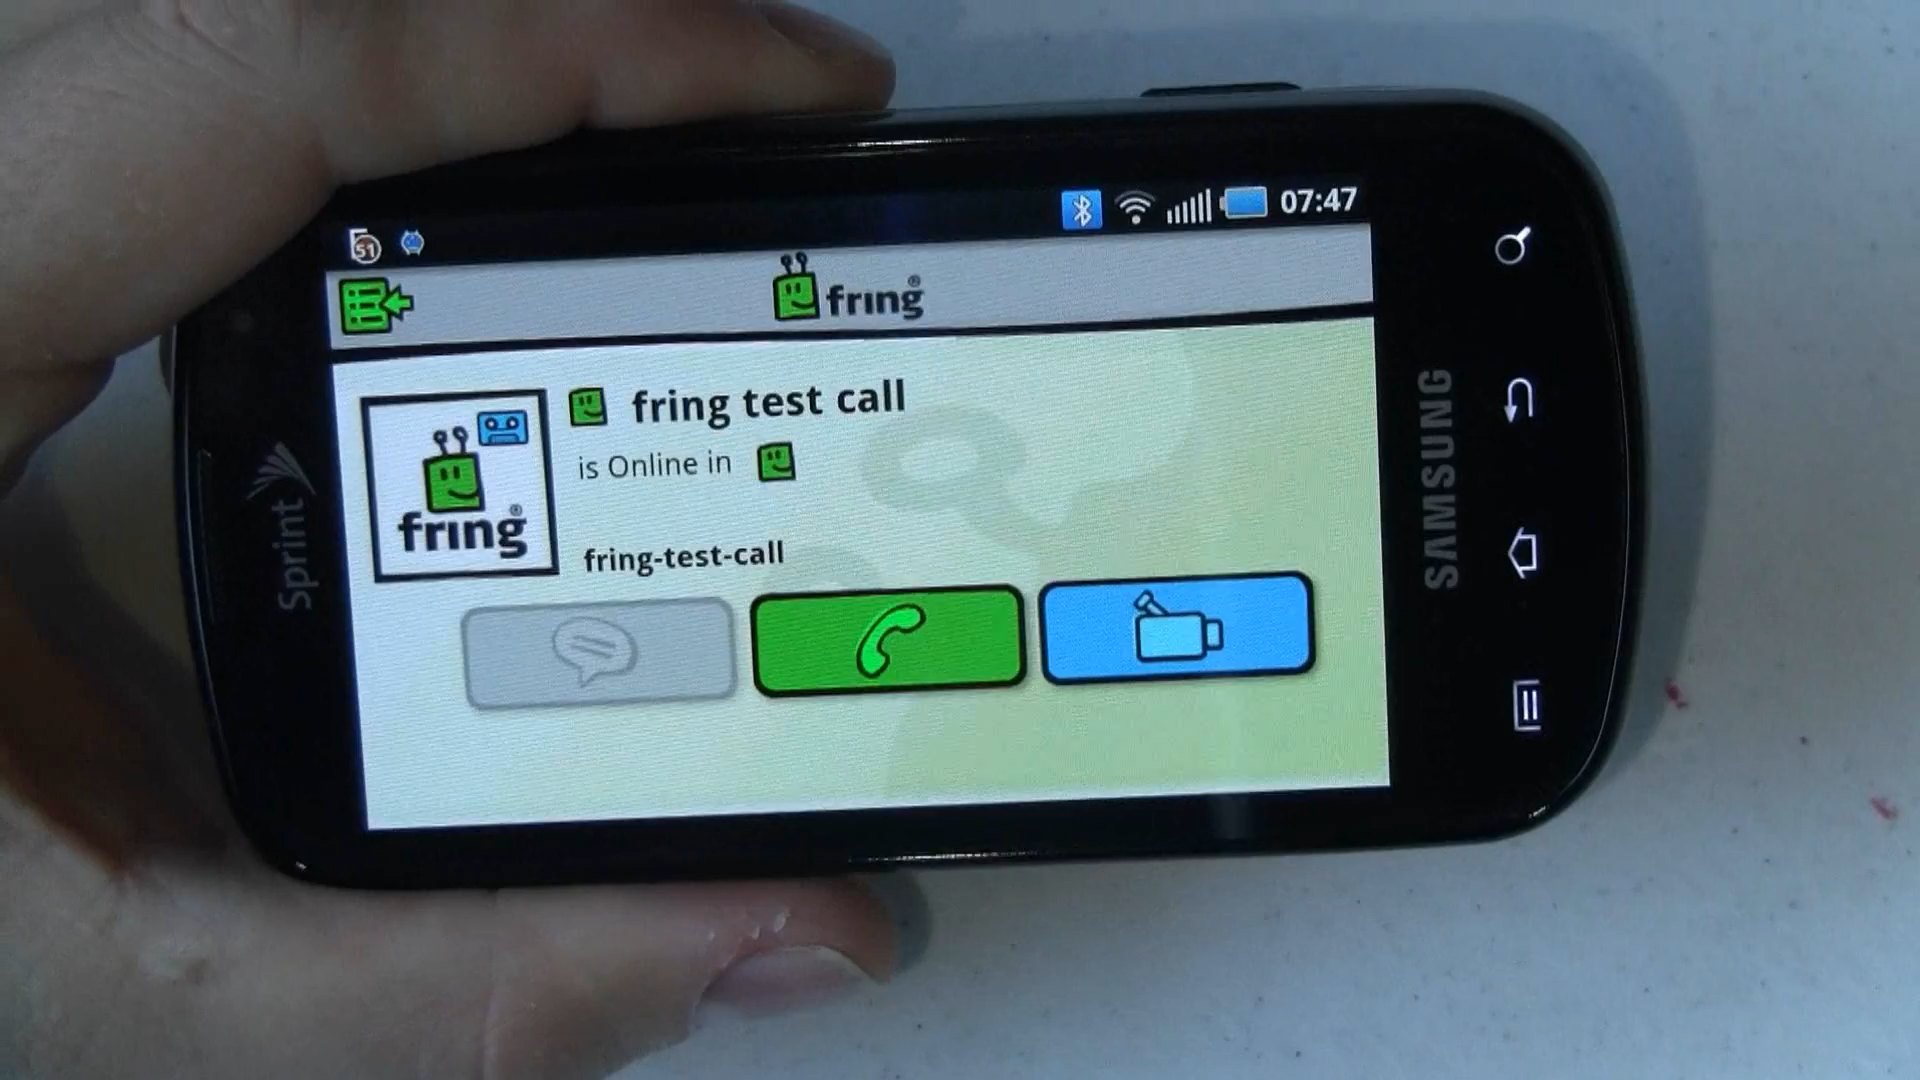 51
07:47
fring®
fring test call
is Online in
fring®
fring-test-call
Sprint
SAMSUNG